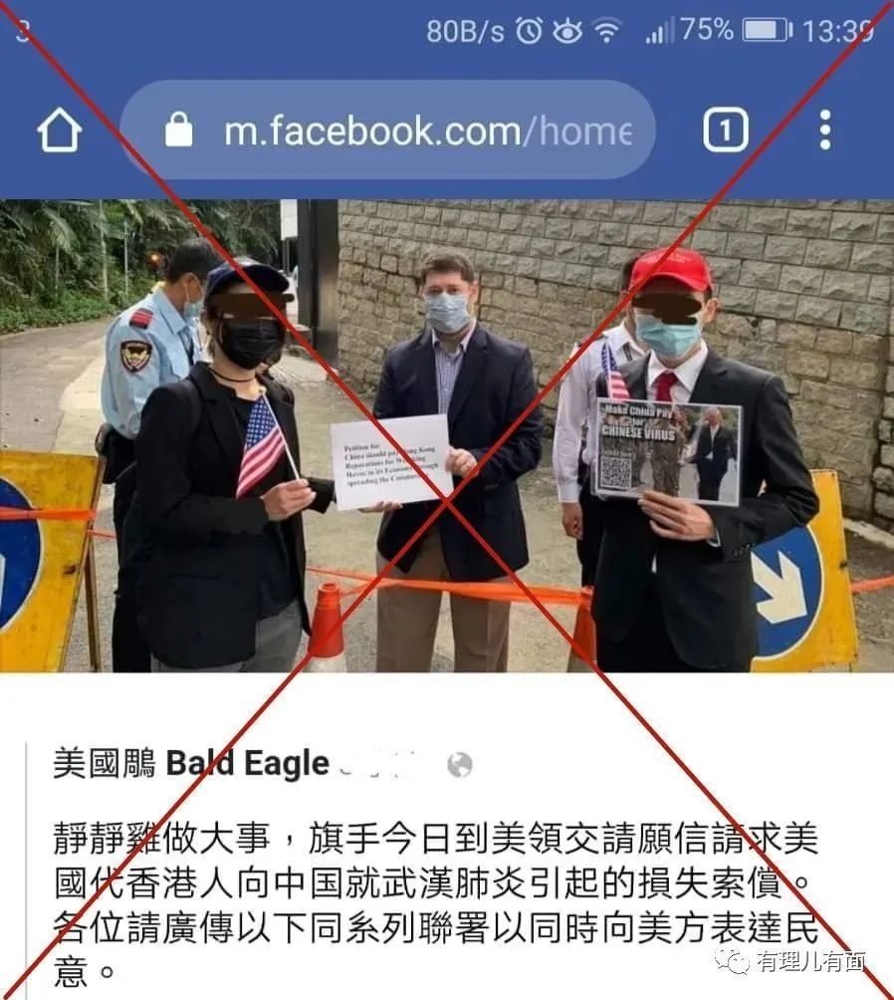 3
80B/s 75% 13:39
m.facebook.com/home
1
Petition for
China should pay Hong Kong
Reparations for Wreaking
Havoc in its Economy through
spreading the Coronavirus
Make China Pay
for
CHINESE VIRUS
美國鵰 Bald Eagle
靜靜雞做大事，旗手今日到美領交請願信請求美
國代香港人向中国就武漢肺炎引起的損失索償。
各位請廣傳以下同系列聯署以同時向美方表達民
意。
有理儿有面